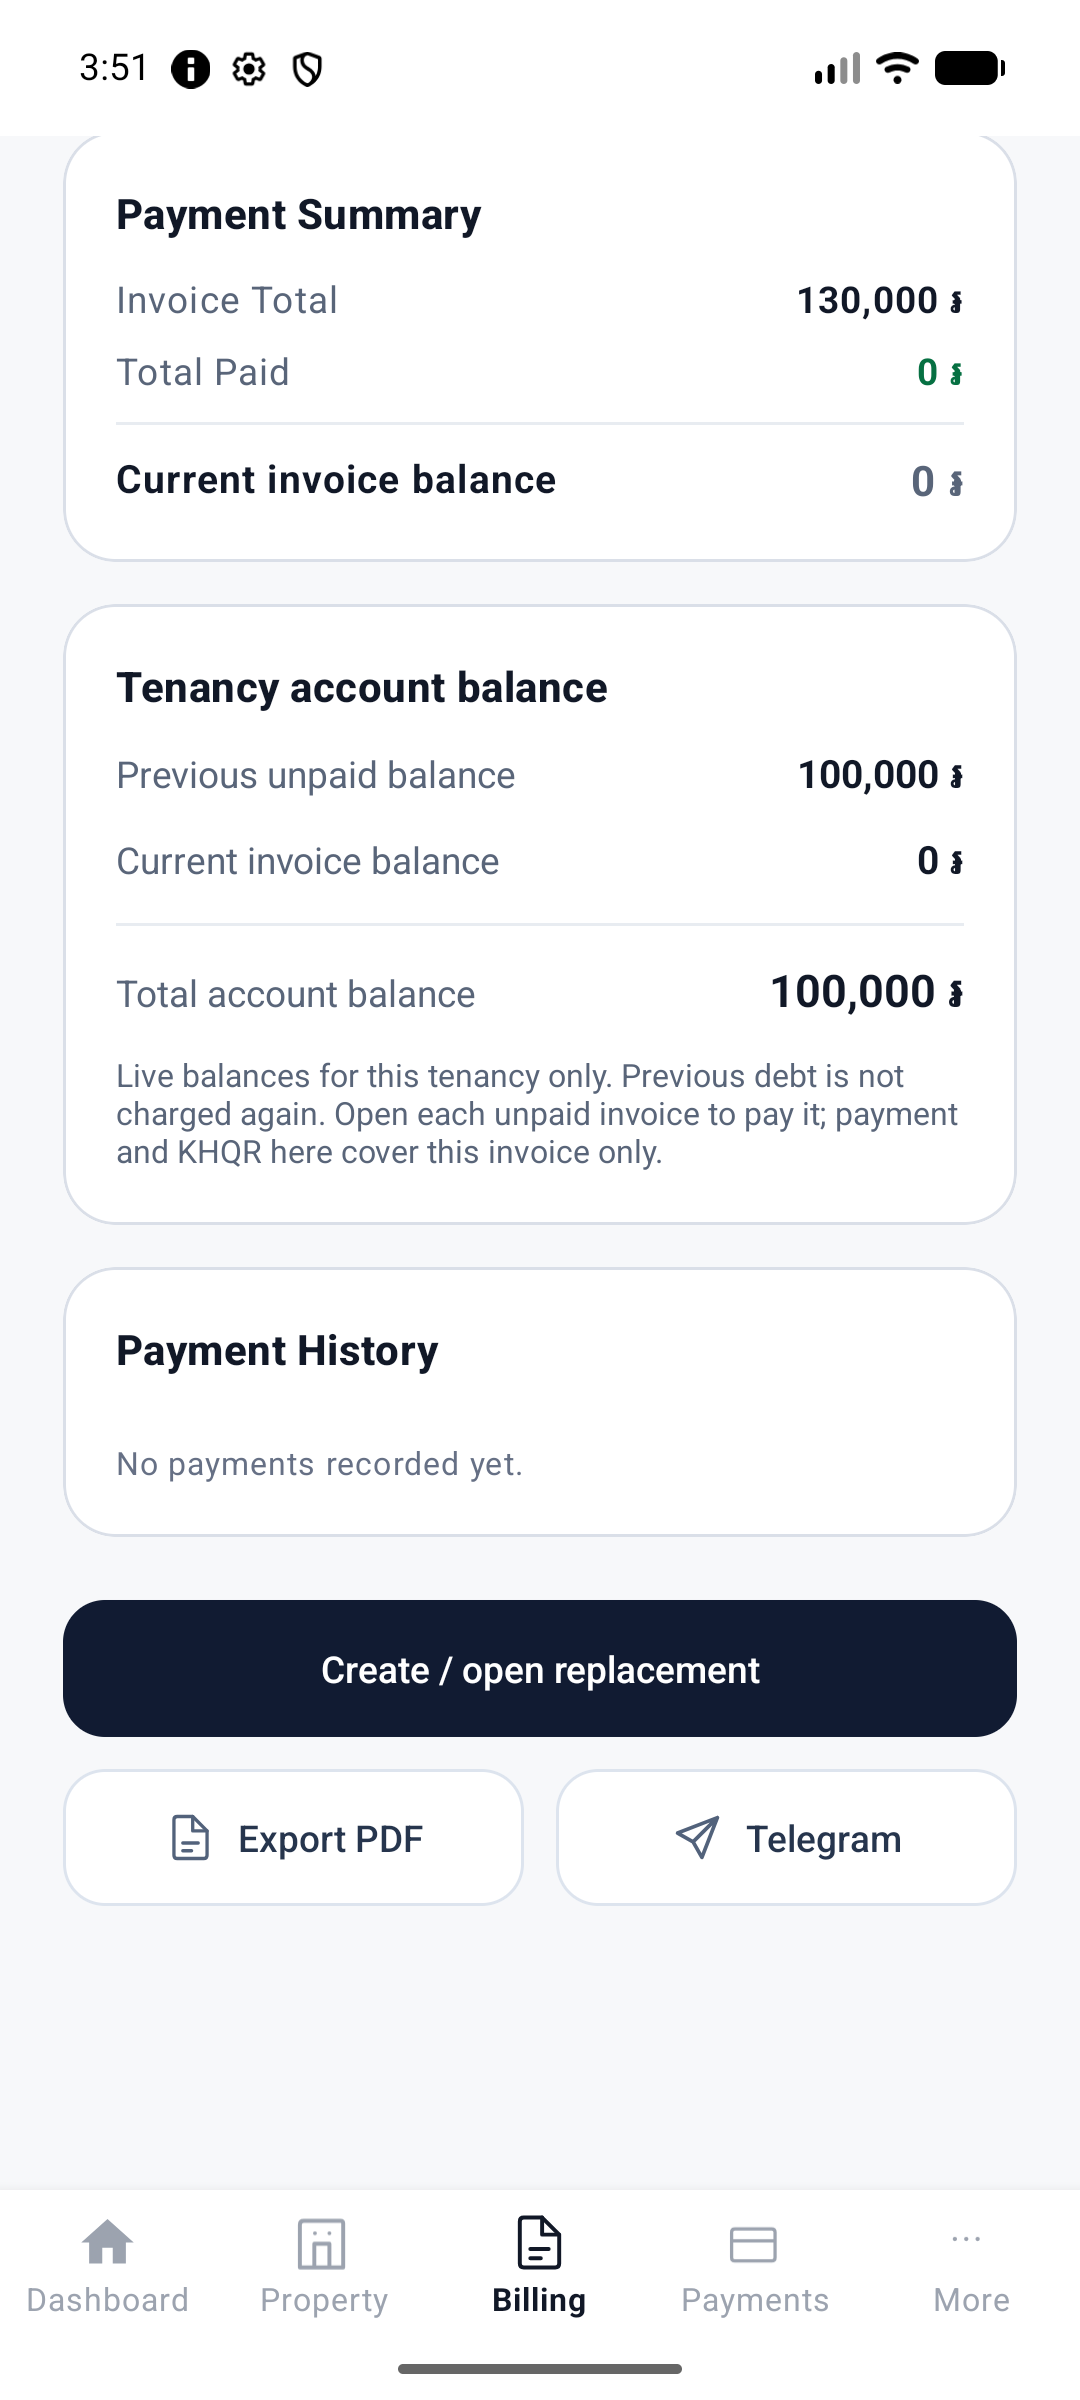 3:51
Payment Summary
Invoice Total 130,000 ៛
Total Paid 0 ៛
Current invoice balance 0 ៛
Tenancy account balance
Previous unpaid balance 100,000 ៛
Current invoice balance 0 ៛
Total account balance 100,000 ៛
Live balances for this tenancy only. Previous debt is not
charged again. Open each unpaid invoice to pay it; payment
and KHQR here cover this invoice only.
Payment History
No payments recorded yet.
Create / open replacement
Export PDF Telegram
Dashboard Property Billing Payments More